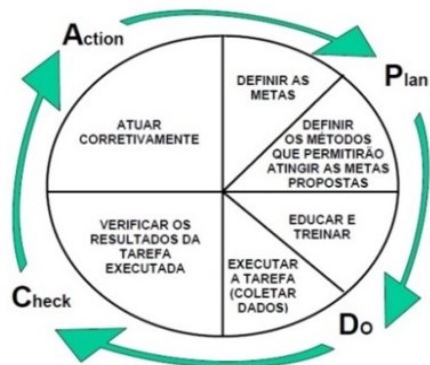 Action
Plan
DEFINIR AS
METAS
DEFINIR
OS MÉTODOS
QUE PERMITIRÃO
ATINGIR AS METAS
PROPOSTAS
ATUAR
CORRETIVAMENTE
EDUCAR E
TREINAR
VERIFICAR OS
RESULTADOS DA
TAREFA
EXECUTADA
EXECUTAR
A TAREFA
(COLETAR
DADOS)
Check
Do